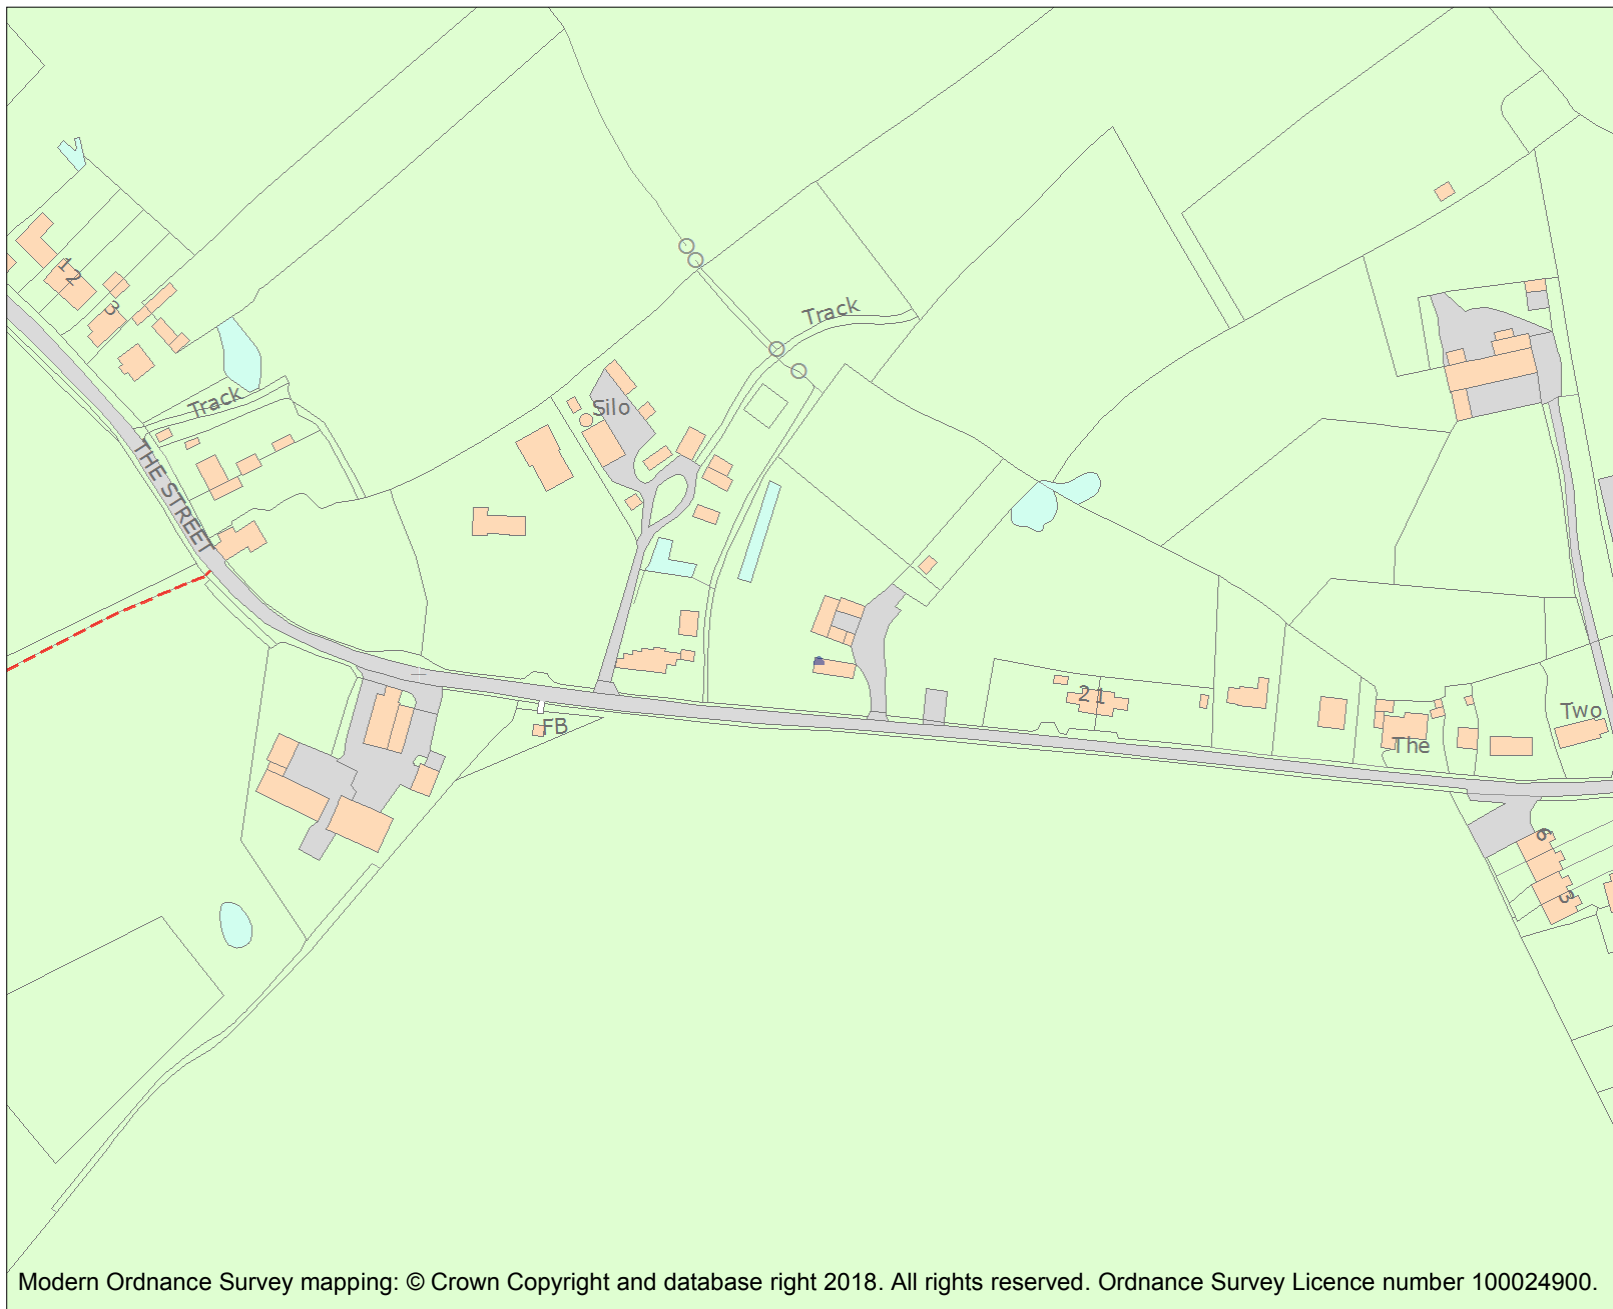 12
3
Track
Track
Silo
THE STREET
FB
21
The
Two
6
3
Modern Ordnance Survey mapping: © Crown Copyright and database right 2018. All rights reserved. Ordnance Survey Licence number 100024900.